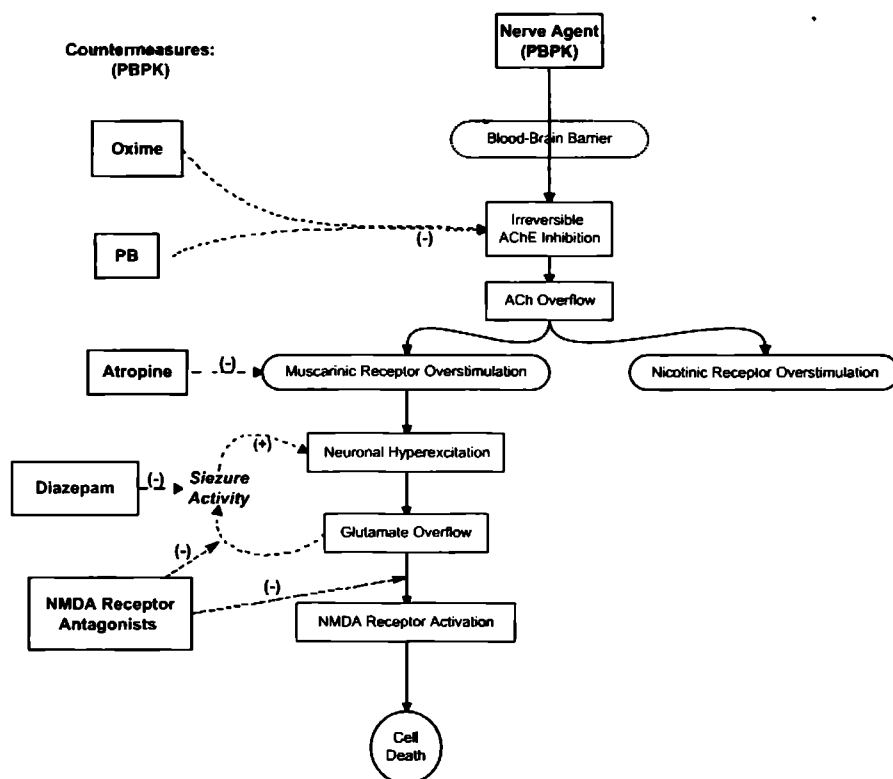 Nerve Agent
(PBPK)
Countermeasures:
(PBPK)
Blood-Brain Barrier
Oxime
Irreversible
AChE Inhibition
(-)
PB
ACh Overflow
Atropine
(-)
Muscarinic Receptor Overstimulation
Nicotinic Receptor Overstimulation
(+)
Neuronal Hyperexcitation
Diazepam
(-)
Siezure
Activity
Glutamate Overflow
(-)
(-)
NMDA Receptor
Antagonists
NMDA Receptor Activation
Cell
Death